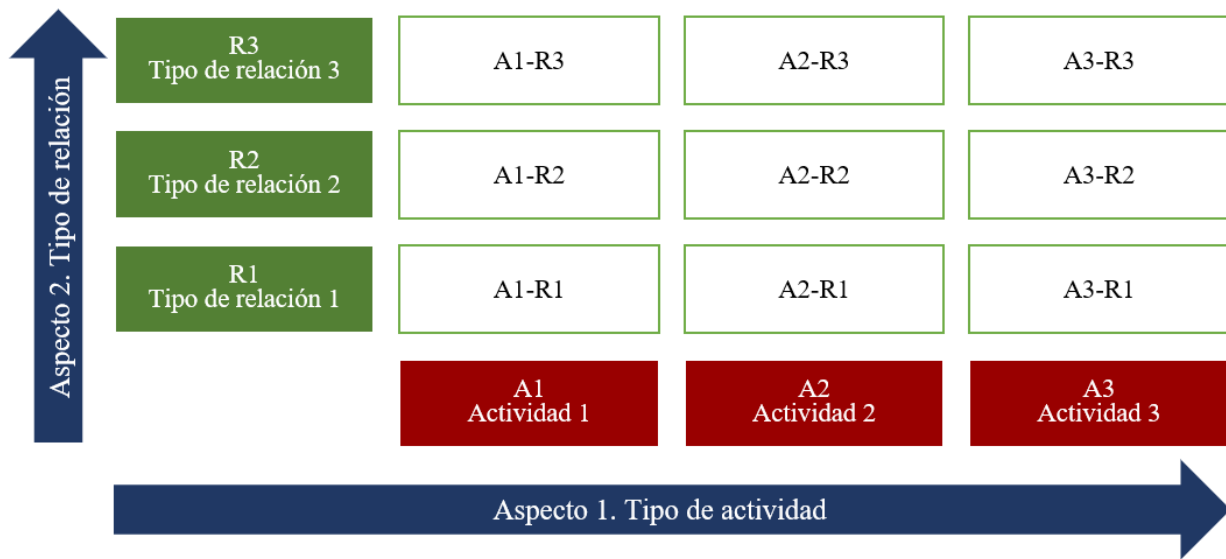 Aspecto 2. Tipo de relación
R3
Tipo de relación 3
A1-R3
A2-R3
A3-R3
R2
Tipo de relación 2
A1-R2
A2-R2
A3-R2
R1
Tipo de relación 1
A1-R1
A2-R1
A3-R1
A1
Actividad 1
A2
Actividad 2
A3
Actividad 3
Aspecto 1. Tipo de actividad